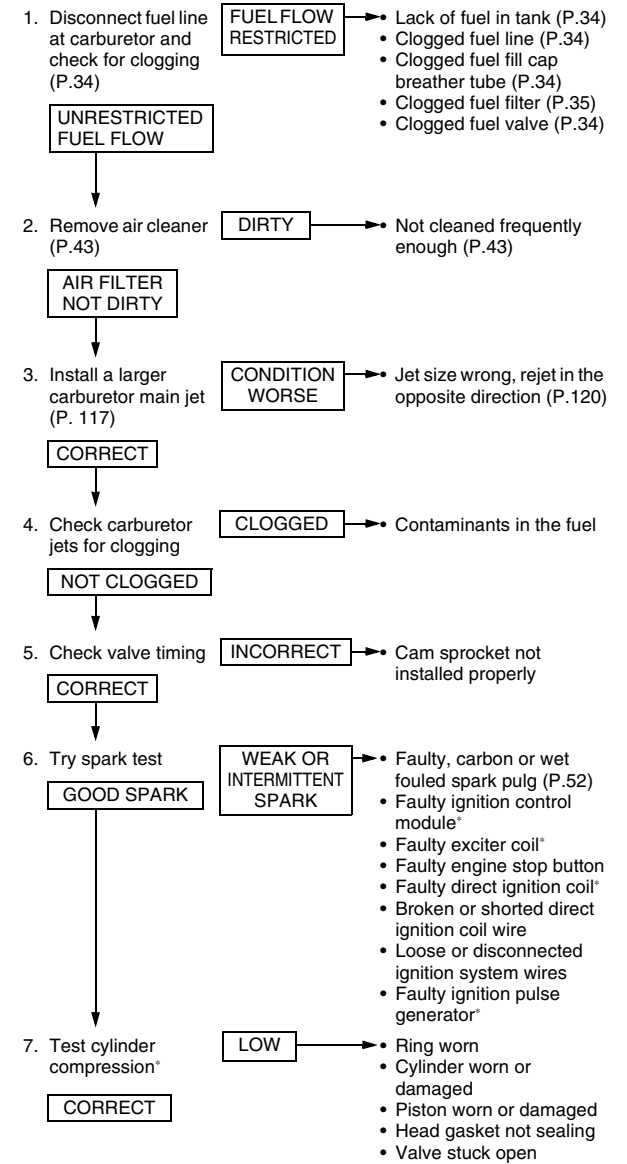 1. Disconnect fuel line
at carburetor and
check for clogging
(P.34)
FUEL FLOW
RESTRICTED
• Lack of fuel in tank (P.34)
• Clogged fuel line (P.34)
• Clogged fuel fill cap
breather tube (P.34)
• Clogged fuel filter (P.35)
• Clogged fuel valve (P.34)
UNRESTRICTED
FUEL FLOW
2. Remove air cleaner
(P.43)
DIRTY
• Not cleaned frequently
enough (P.43)
AIR FILTER
NOT DIRTY
3. Install a larger
carburetor main jet
(P. 117)
CONDITION
WORSE
• Jet size wrong, rejet in the
opposite direction (P.120)
CORRECT
4. Check carburetor
jets for clogging
CLOGGED
• Contaminants in the fuel
NOT CLOGGED
5. Check valve timing
INCORRECT
• Cam sprocket not
installed properly
CORRECT
6. Try spark test
WEAK OR
INTERMITTENT
SPARK
• Faulty, carbon or wet
fouled spark pulg (P.52)
• Faulty ignition control
module*
• Faulty exciter coil*
• Faulty engine stop button
• Faulty direct ignition coil*
• Broken or shorted direct
ignition coil wire
• Loose or disconnected
ignition system wires
• Faulty ignition pulse
generator*
GOOD SPARK
7. Test cylinder
compression*
LOW
• Ring worn
• Cylinder worn or
damaged
• Piston worn or damaged
• Head gasket not sealing
• Valve stuck open
CORRECT